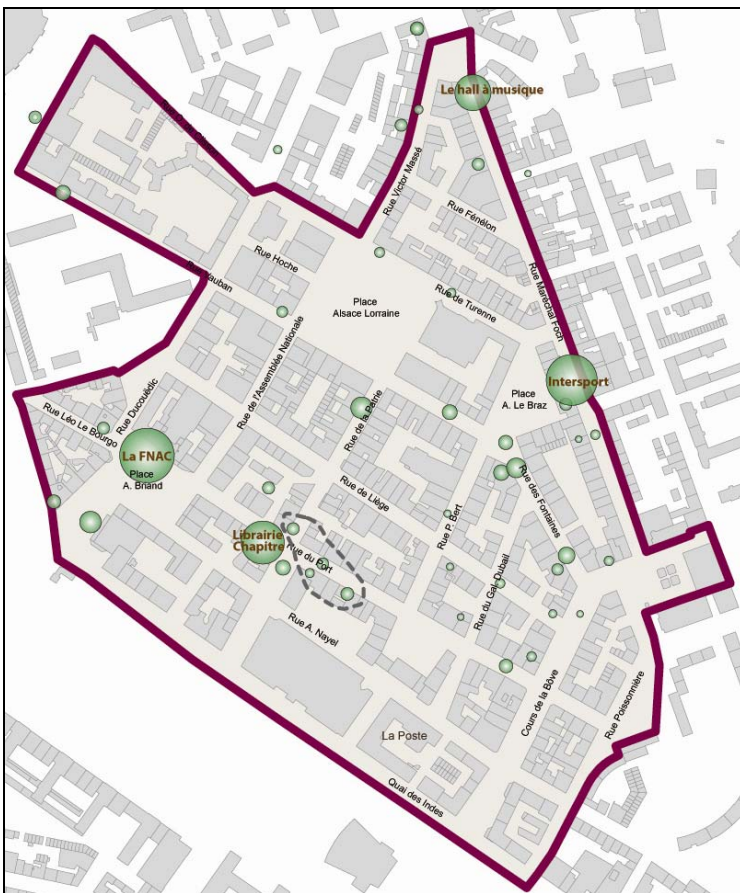 Le hall à musique
Rue Victor Massé
Rue Fénélon
Rue Hoche
Rue Vauban
Place
Alsace Lorraine
Rue de Turenne
Rue Maréchal Foch
Rue de l'Assemblée Nationale
Intersport
Place
A. Le Braz
Rue Ducouëdic
Rue Léo Le Bourgo
Rue de la Patrie
La FNAC
Place
A. Briand
Rue de Liège
Rue des Fontaines
Rue P. Bert
Librairie
Chapitre
Rue du Port
Rue du Gal. Dubail
Rue A. Nayel
Cours de la Bôve
Rue Poissonnière
La Poste
Quai des Indes